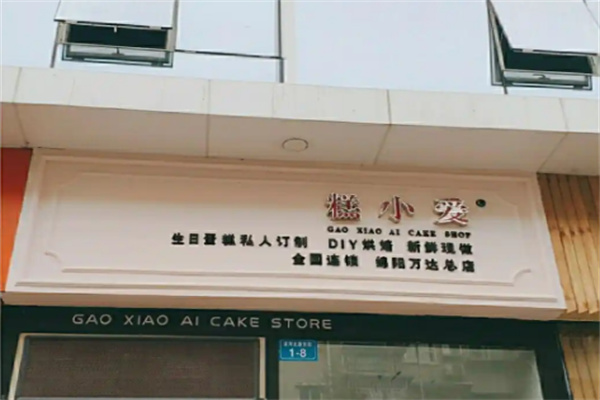 糕小爱
GAO XIAO AI CAKE SHOP
生日蛋糕私人订制 DIY烘焙 新鲜现做
全国连锁 绵阳万达总店
GAO XIAO AI CAKE STORE
1-8